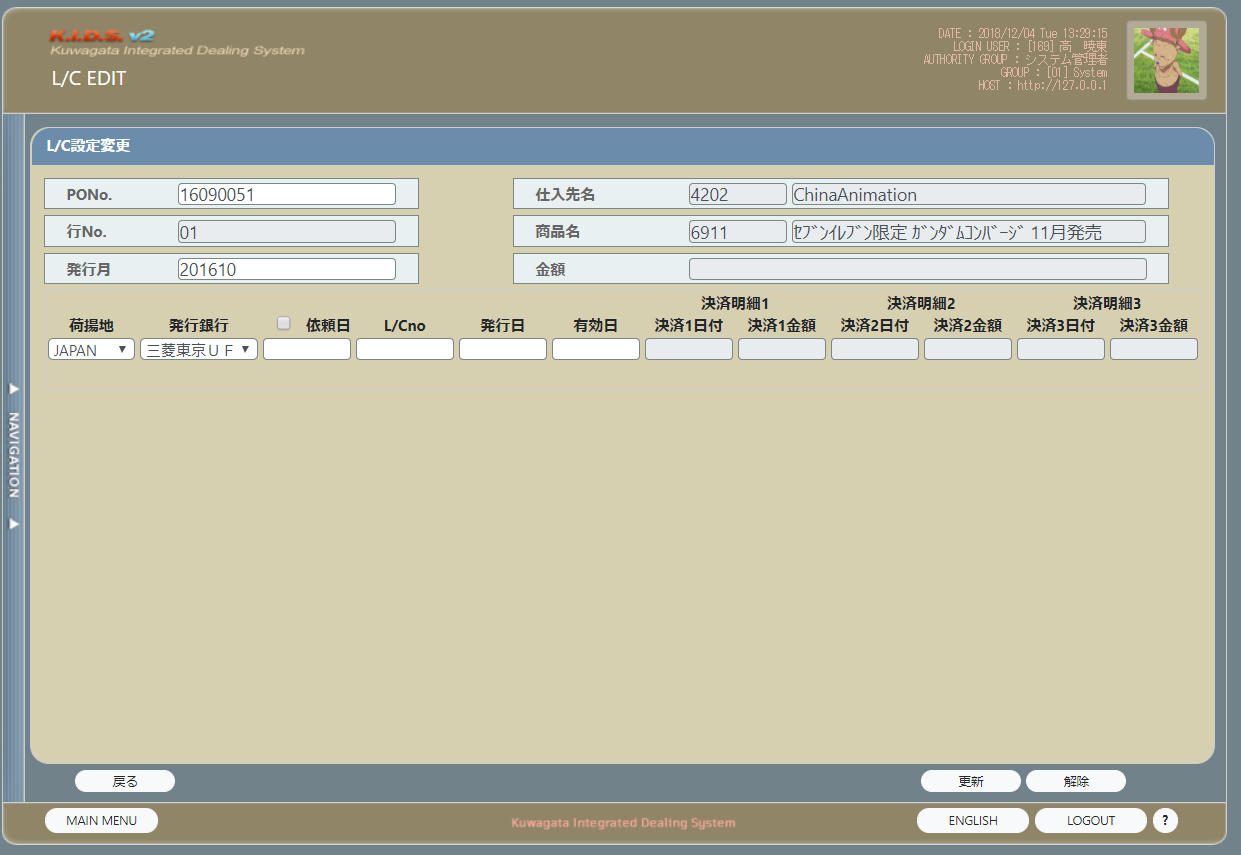 K.I.D.S. v2
Kuwagata Integrated Dealing System
L/C EDIT
DATE : 2018/12/04 Tue 13:29:15
LOGIN USER : [169] 高　暁東
AUTHORITY GROUP : システム管理者
GROUP : [01] System
HOST : http://127.0.0.1
L/C設定変更
PONo. 16090051 仕入先名 4202 ChinaAnimation
行No. 01 商品名 6911 ｾﾌﾞﾝｲﾚﾌﾞﾝ限定 ｶﾞﾝﾀﾞﾑｺﾝﾊﾞｰｼﾞ 11月発売
発行月 201610 金額
決済明細1 決済明細2 決済明細3
荷揚地 発行銀行 依頼日 L/Cno 発行日 有効日 決済1日付 決済1金額 決済2日付 決済2金額 決済3日付 決済3金額
JAPAN ▼ 三菱東京ＵＦ ▼
NAVIGATION
戻る 更新 解除
MAIN MENU Kuwagata Integrated Dealing System ENGLISH LOGOUT ?